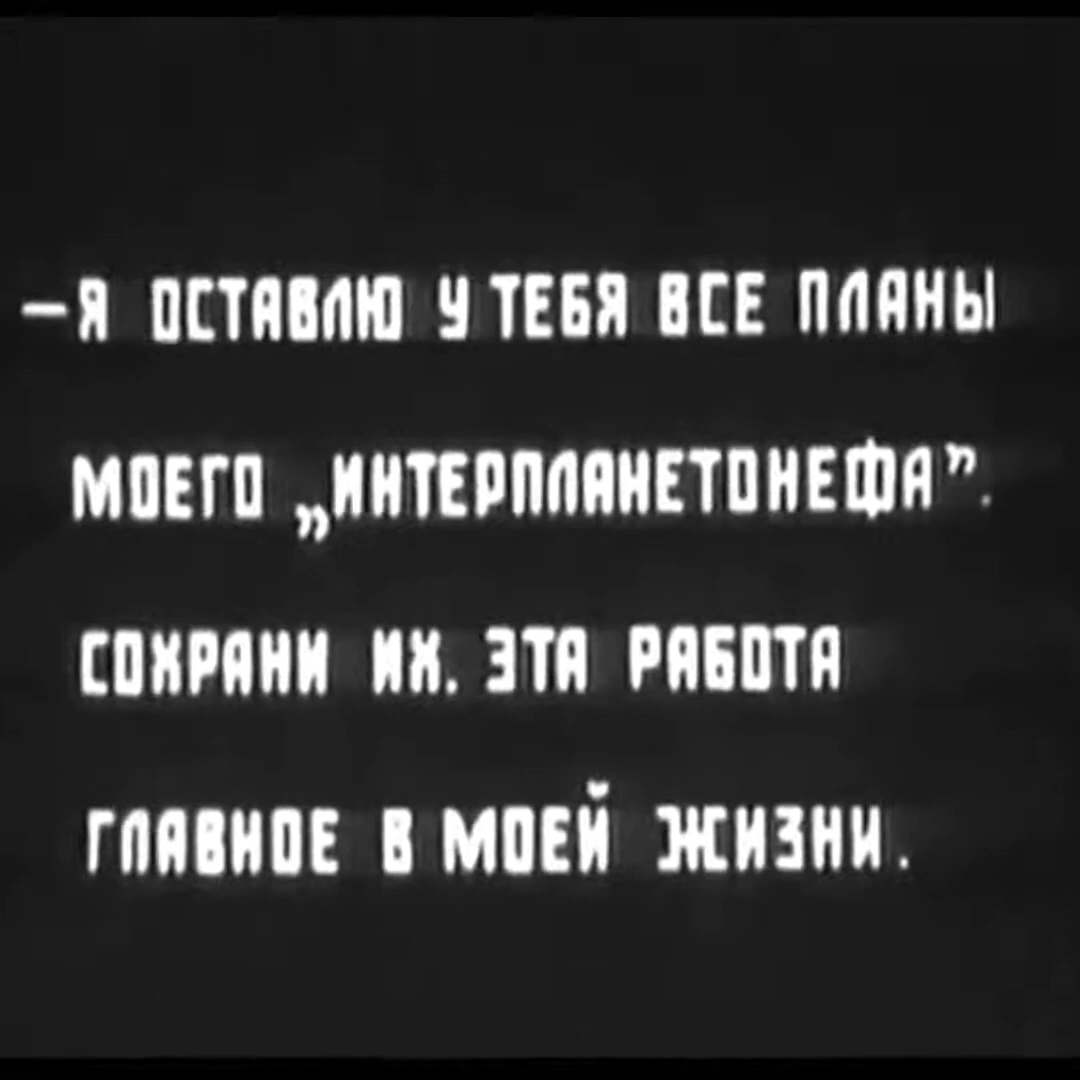 —Я ОСТАВЛЮ У ТЕБЯ ВСЕ ПЛАНЫ
МОЕГО „ИНТЕРПЛАНЕТОНЕФА”.
СОХРАНИ ИХ. ЭТА РАБОТА
ГЛАВНОЕ В МОЕЙ ЖИЗНИ.